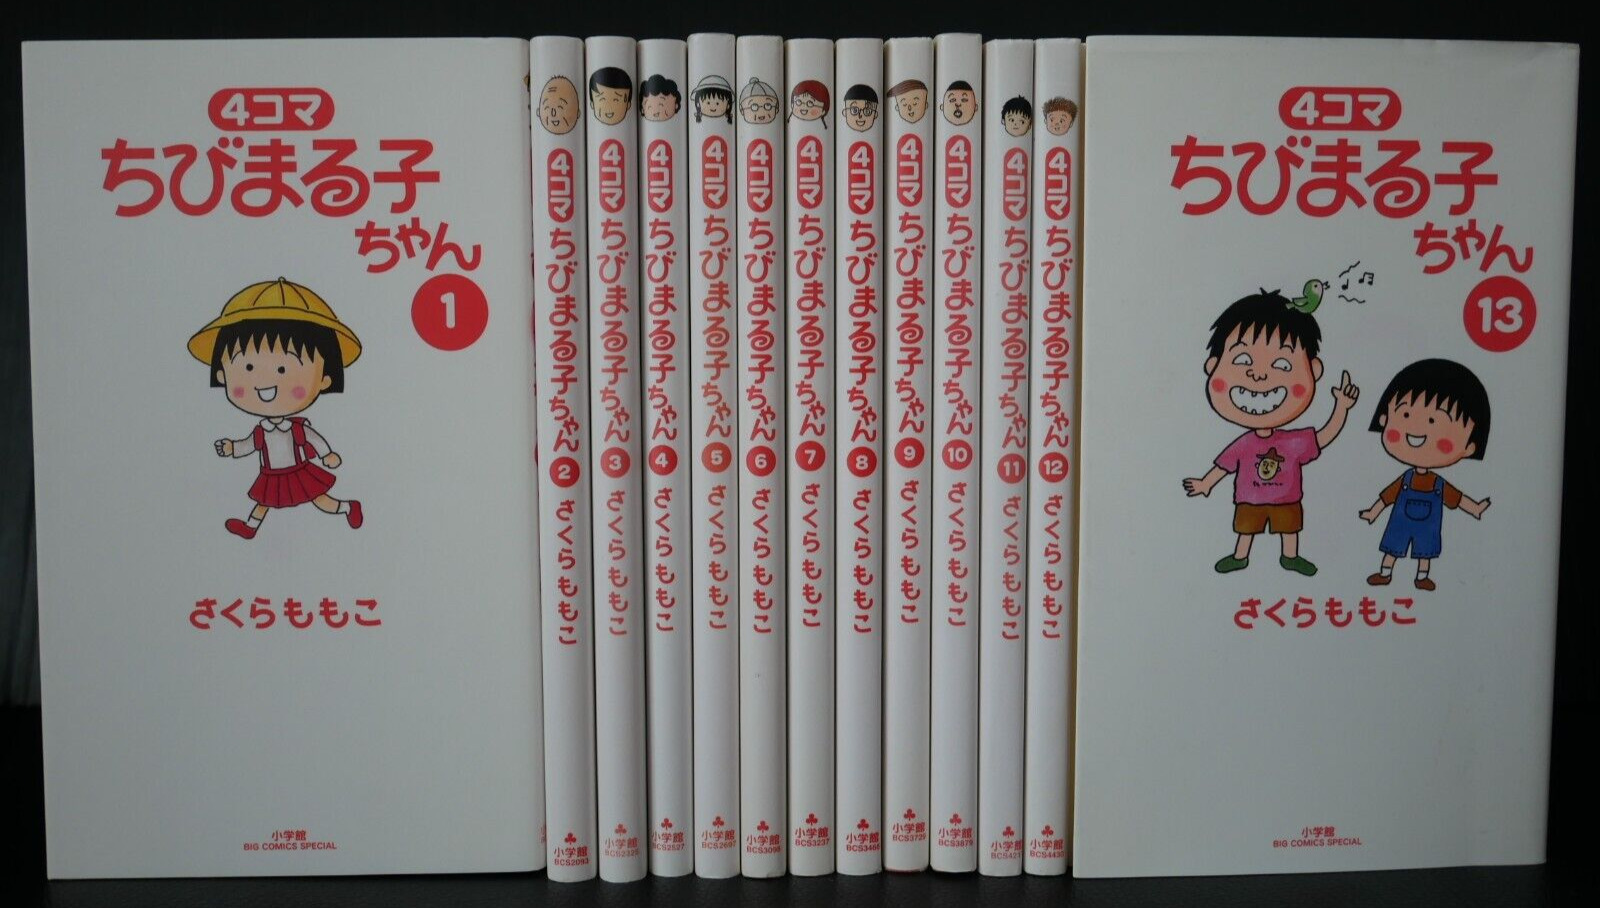 4コマ
ちびまる子
ちゃん
1
さくらももこ
小学館
BIG COMICS SPECIAL
4コマ ちびまる子ちゃん 2 さくらももこ
小学館
BCS2093
4コマ ちびまる子ちゃん 3 さくらももこ
小学館
BCS2325
4コマ ちびまる子ちゃん 4 さくらももこ
小学館
BCS2527
4コマ ちびまる子ちゃん 5 さくらももこ
小学館
BCS2697
4コマ ちびまる子ちゃん 6 さくらももこ
小学館
BCS3098
4コマ ちびまる子ちゃん 7 さくらももこ
小学館
BCS3237
4コマ ちびまる子ちゃん 8 さくらももこ
小学館
BCS3468
4コマ ちびまる子ちゃん 9 さくらももこ
小学館
BCS3729
4コマ ちびまる子ちゃん 10 さくらももこ
小学館
BCS3879
4コマ ちびまる子ちゃん 11 さくらももこ
小学館
4コマ ちびまる子ちゃん 12 さくらももこ
小学館
BCS4430
4コマ
ちびまる子
ちゃん
13
さくらももこ
小学館
BIG COMICS SPECIAL